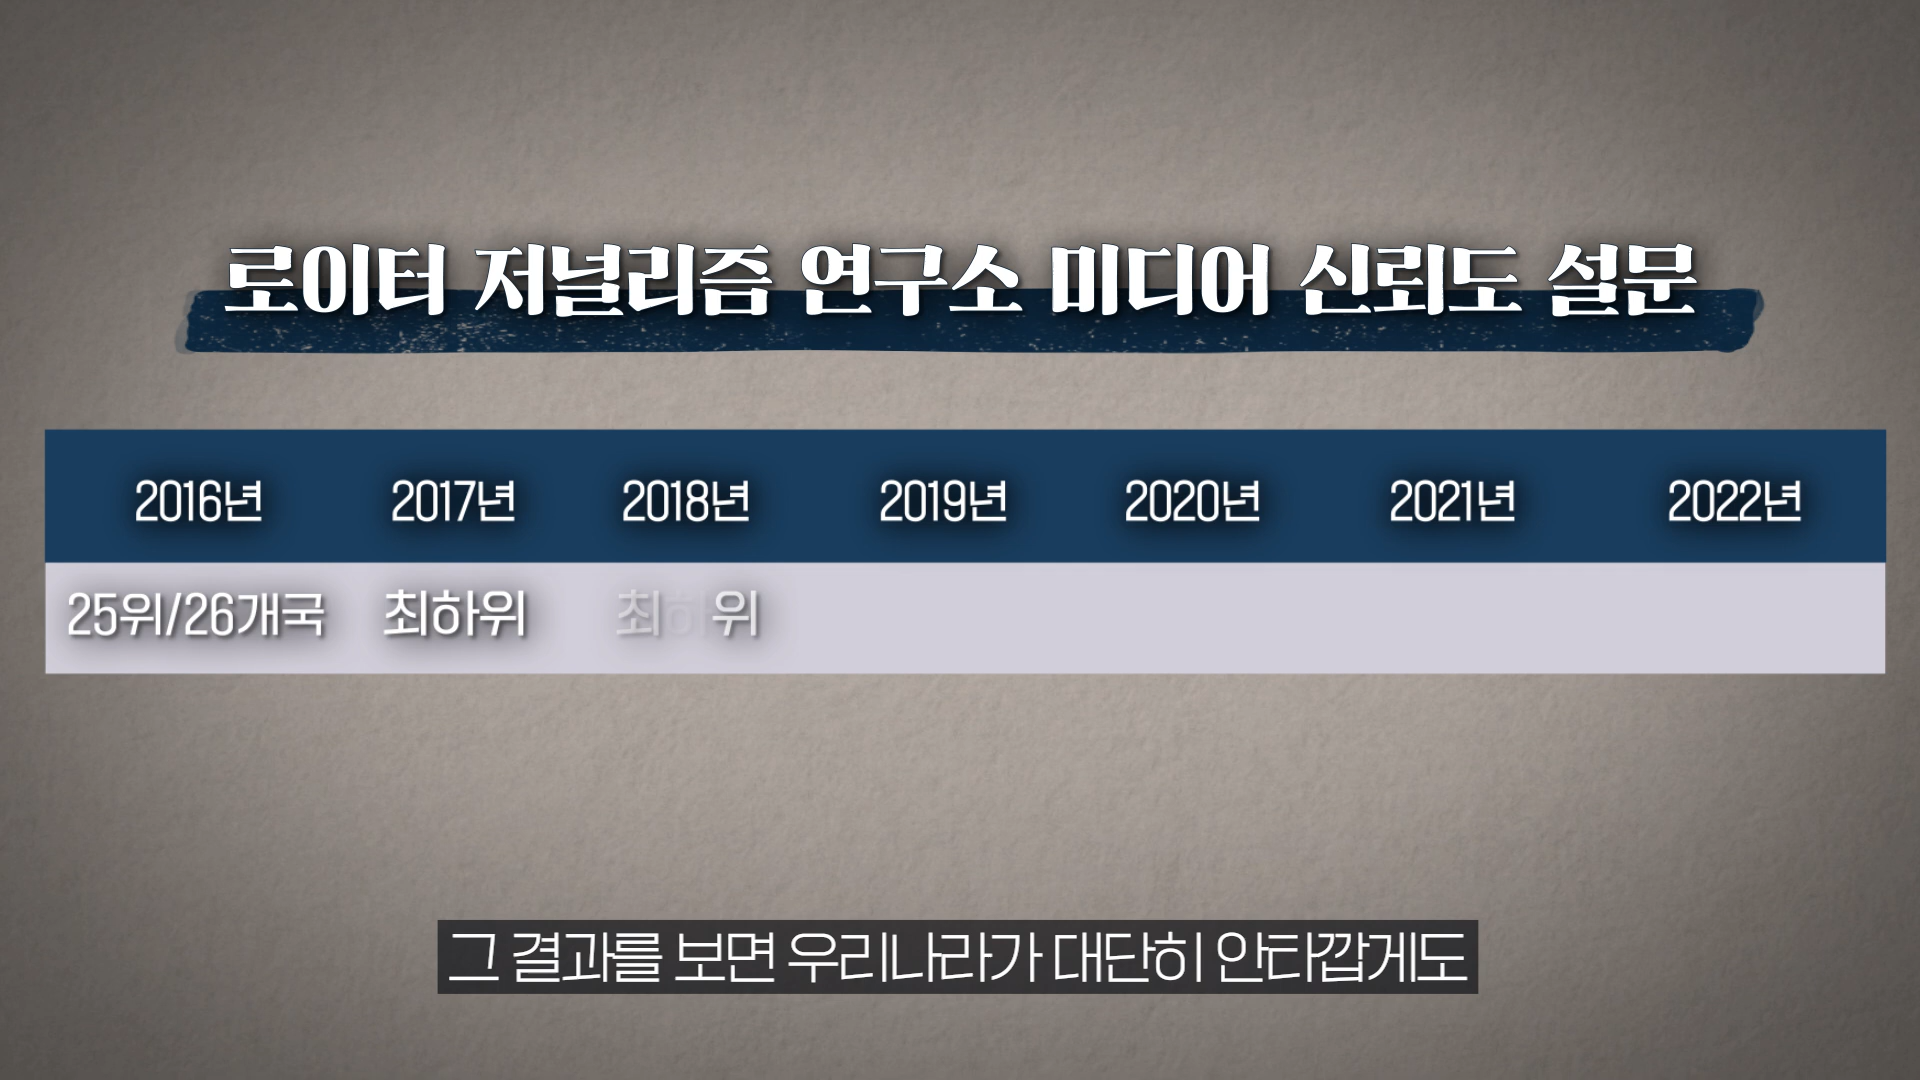 로이터 저널리즘 연구소 미디어 신뢰도 설문
2016년 2017년 2018년 2019년 2020년 2021년 2022년
25위/26개국 최하위 최하위
그 결과를 보면 우리나라가 대단히 안타깝게도